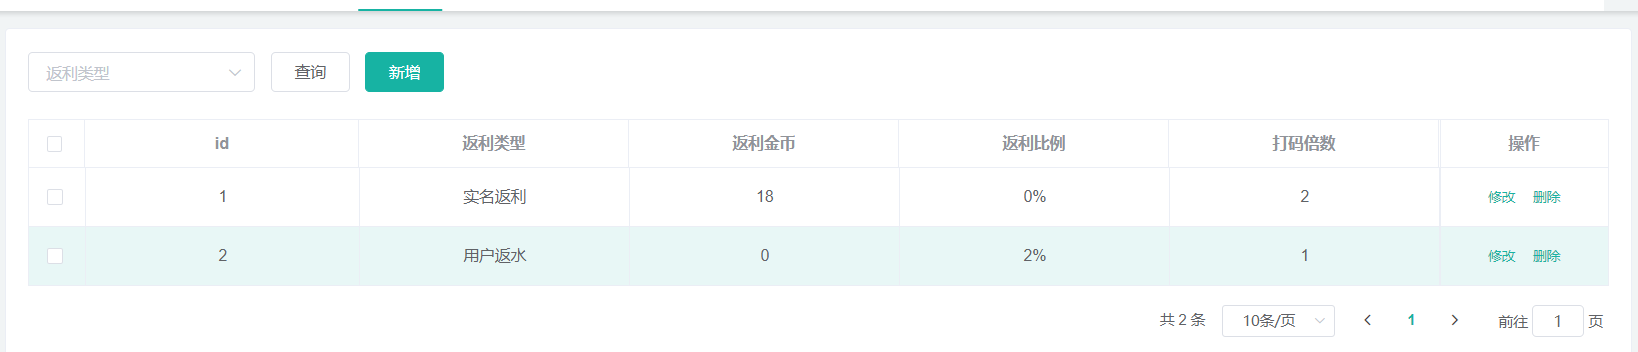 返利类型 查询 新增
id 返利类型 返利金币 返利比例 打码倍数 操作
1 实名返利 18 0% 2 修改 删除
2 用户返水 0 2% 1 修改 删除
共 2 条 10条/页 1 前往 1 页